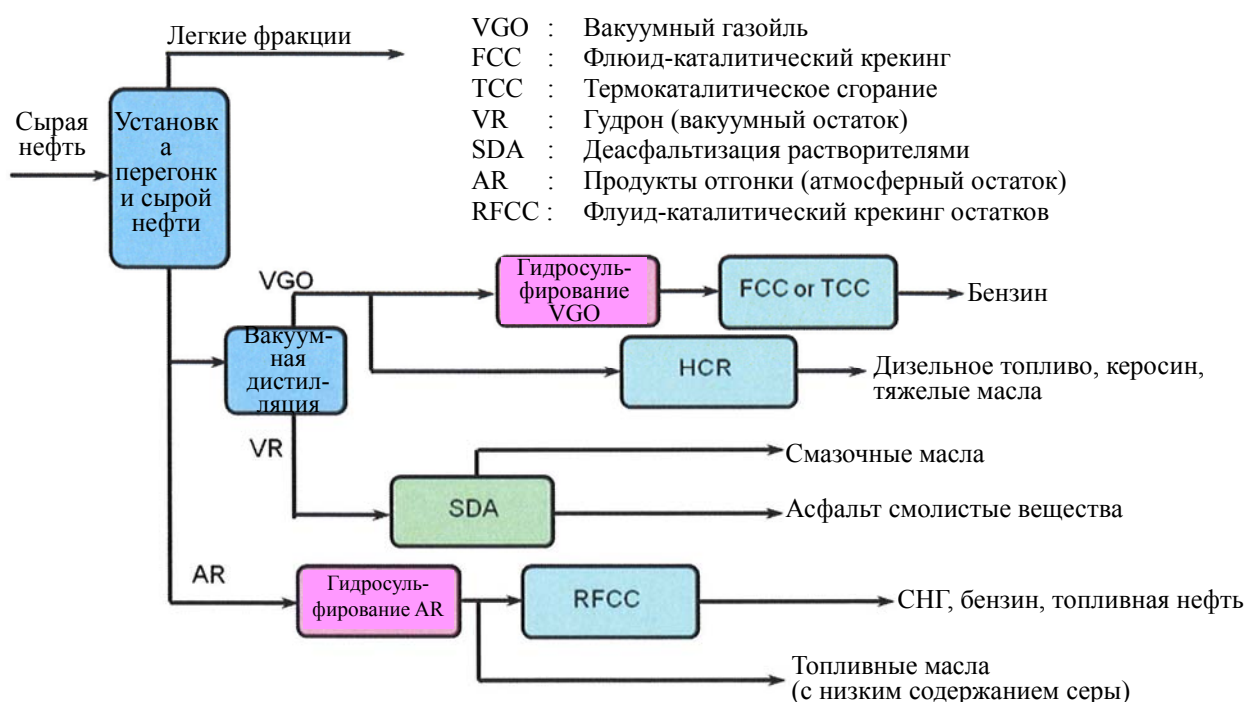 Легкие фракции
VGO : Вакуумный газойль
FCC : Флюид-каталитический крекинг
TCC : Термокаталитическое сгорание
VR : Гудрон (вакуумный остаток)
SDA : Деасфальтизация растворителями
AR : Продукты отгонки (атмосферный остаток)
RFCC : Флуид-каталитический крекинг остатков
Сырая
нефть
Установк
а
перегонк
и сырой
нефти
VGO
Гидросуль-
фирование
VGO
FCC or TCC
Бензин
Вакуум-
ная
дистил-
ляция
HCR
Дизельное топливо, керосин,
тяжелые масла
VR
SDA
Смазочные масла
Асфальт смолистые вещества
AR
Гидросуль-
фирование AR
RFCC
СНГ, бензин, топливная нефть
Топливные масла
(с низким содержанием серы)